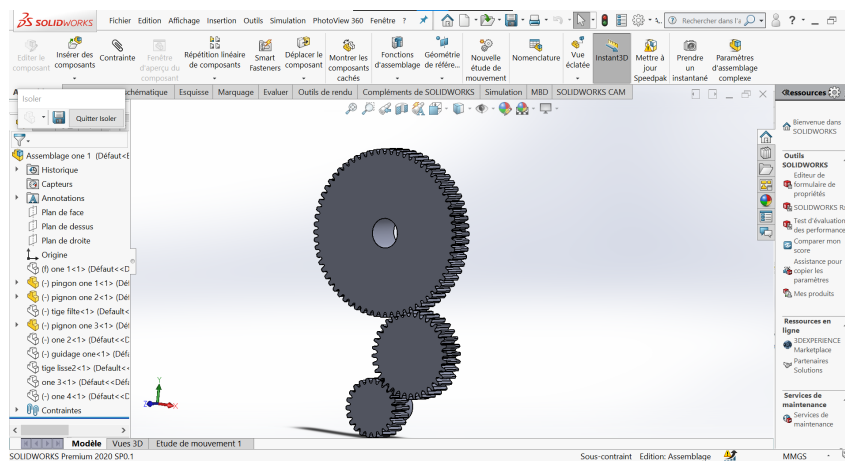 SOLIDWORKS
Fichier Edition Affichage Insertion Outils Simulation PhotoView 360 Fenêtre ?
Rechercher dans l'a
Editer le composant
Insérer des composants
Contrainte
Fenêtre d'aperçu du composant
Répétition linéaire de composants
Smart Fasteners
Déplacer le composant
Montrer les composants cachés
Fonctions d'assemblage
Géométrie de référe...
Nouvelle étude de mouvement
Nomenclature
Vue éclatée
Instant3D
Mettre à jour Speedpak
Prendre un instantané
Paramètres d'assemblage complexe
chématique Esquisse Marquage Evaluer Outils de rendu Compléments de SOLIDWORKS Simulation MBD SOLIDWORKS CAM
Isoler
Quitter Isoler
Assemblage one 1 (Défaut<E
Historique
Capteurs
Annotations
Plan de face
Plan de dessus
Plan de droite
Origine
(f) one 1<1> (Défaut<<D
(-) pingon one 1<1> (Déf
(-) pignon one 2<1> (Dé
(-) tige filte<1> (Default<
(-) pignon one 3<1> (Dé
(-) one 2<1> (Défaut<<D
(-) guidage one<1> (Défa
tige lisse2<1> (Default<<
one 3<1> (Défaut<<Défa
(-) one 4<1> (Défaut<<D
Contraintes
Y
Z
X
Ressources
Bienvenue dans SOLIDWORKS
Outils SOLIDWORKS
Editeur de formulaire de propriétés
SOLIDWORKS R
Test d'évaluation des performance
Comparer mon score
Assistance pour copier les paramètres
Mes produits
Ressources en ligne
3DEXPERIENCE Marketplace
Partenaires Solutions
Services de maintenance
Services de maintenance
Modèle Vues 3D Etude de mouvement 1
SOLIDWORKS Premium 2020 SP0.1
Sous-contraint Edition: Assemblage
MMGS